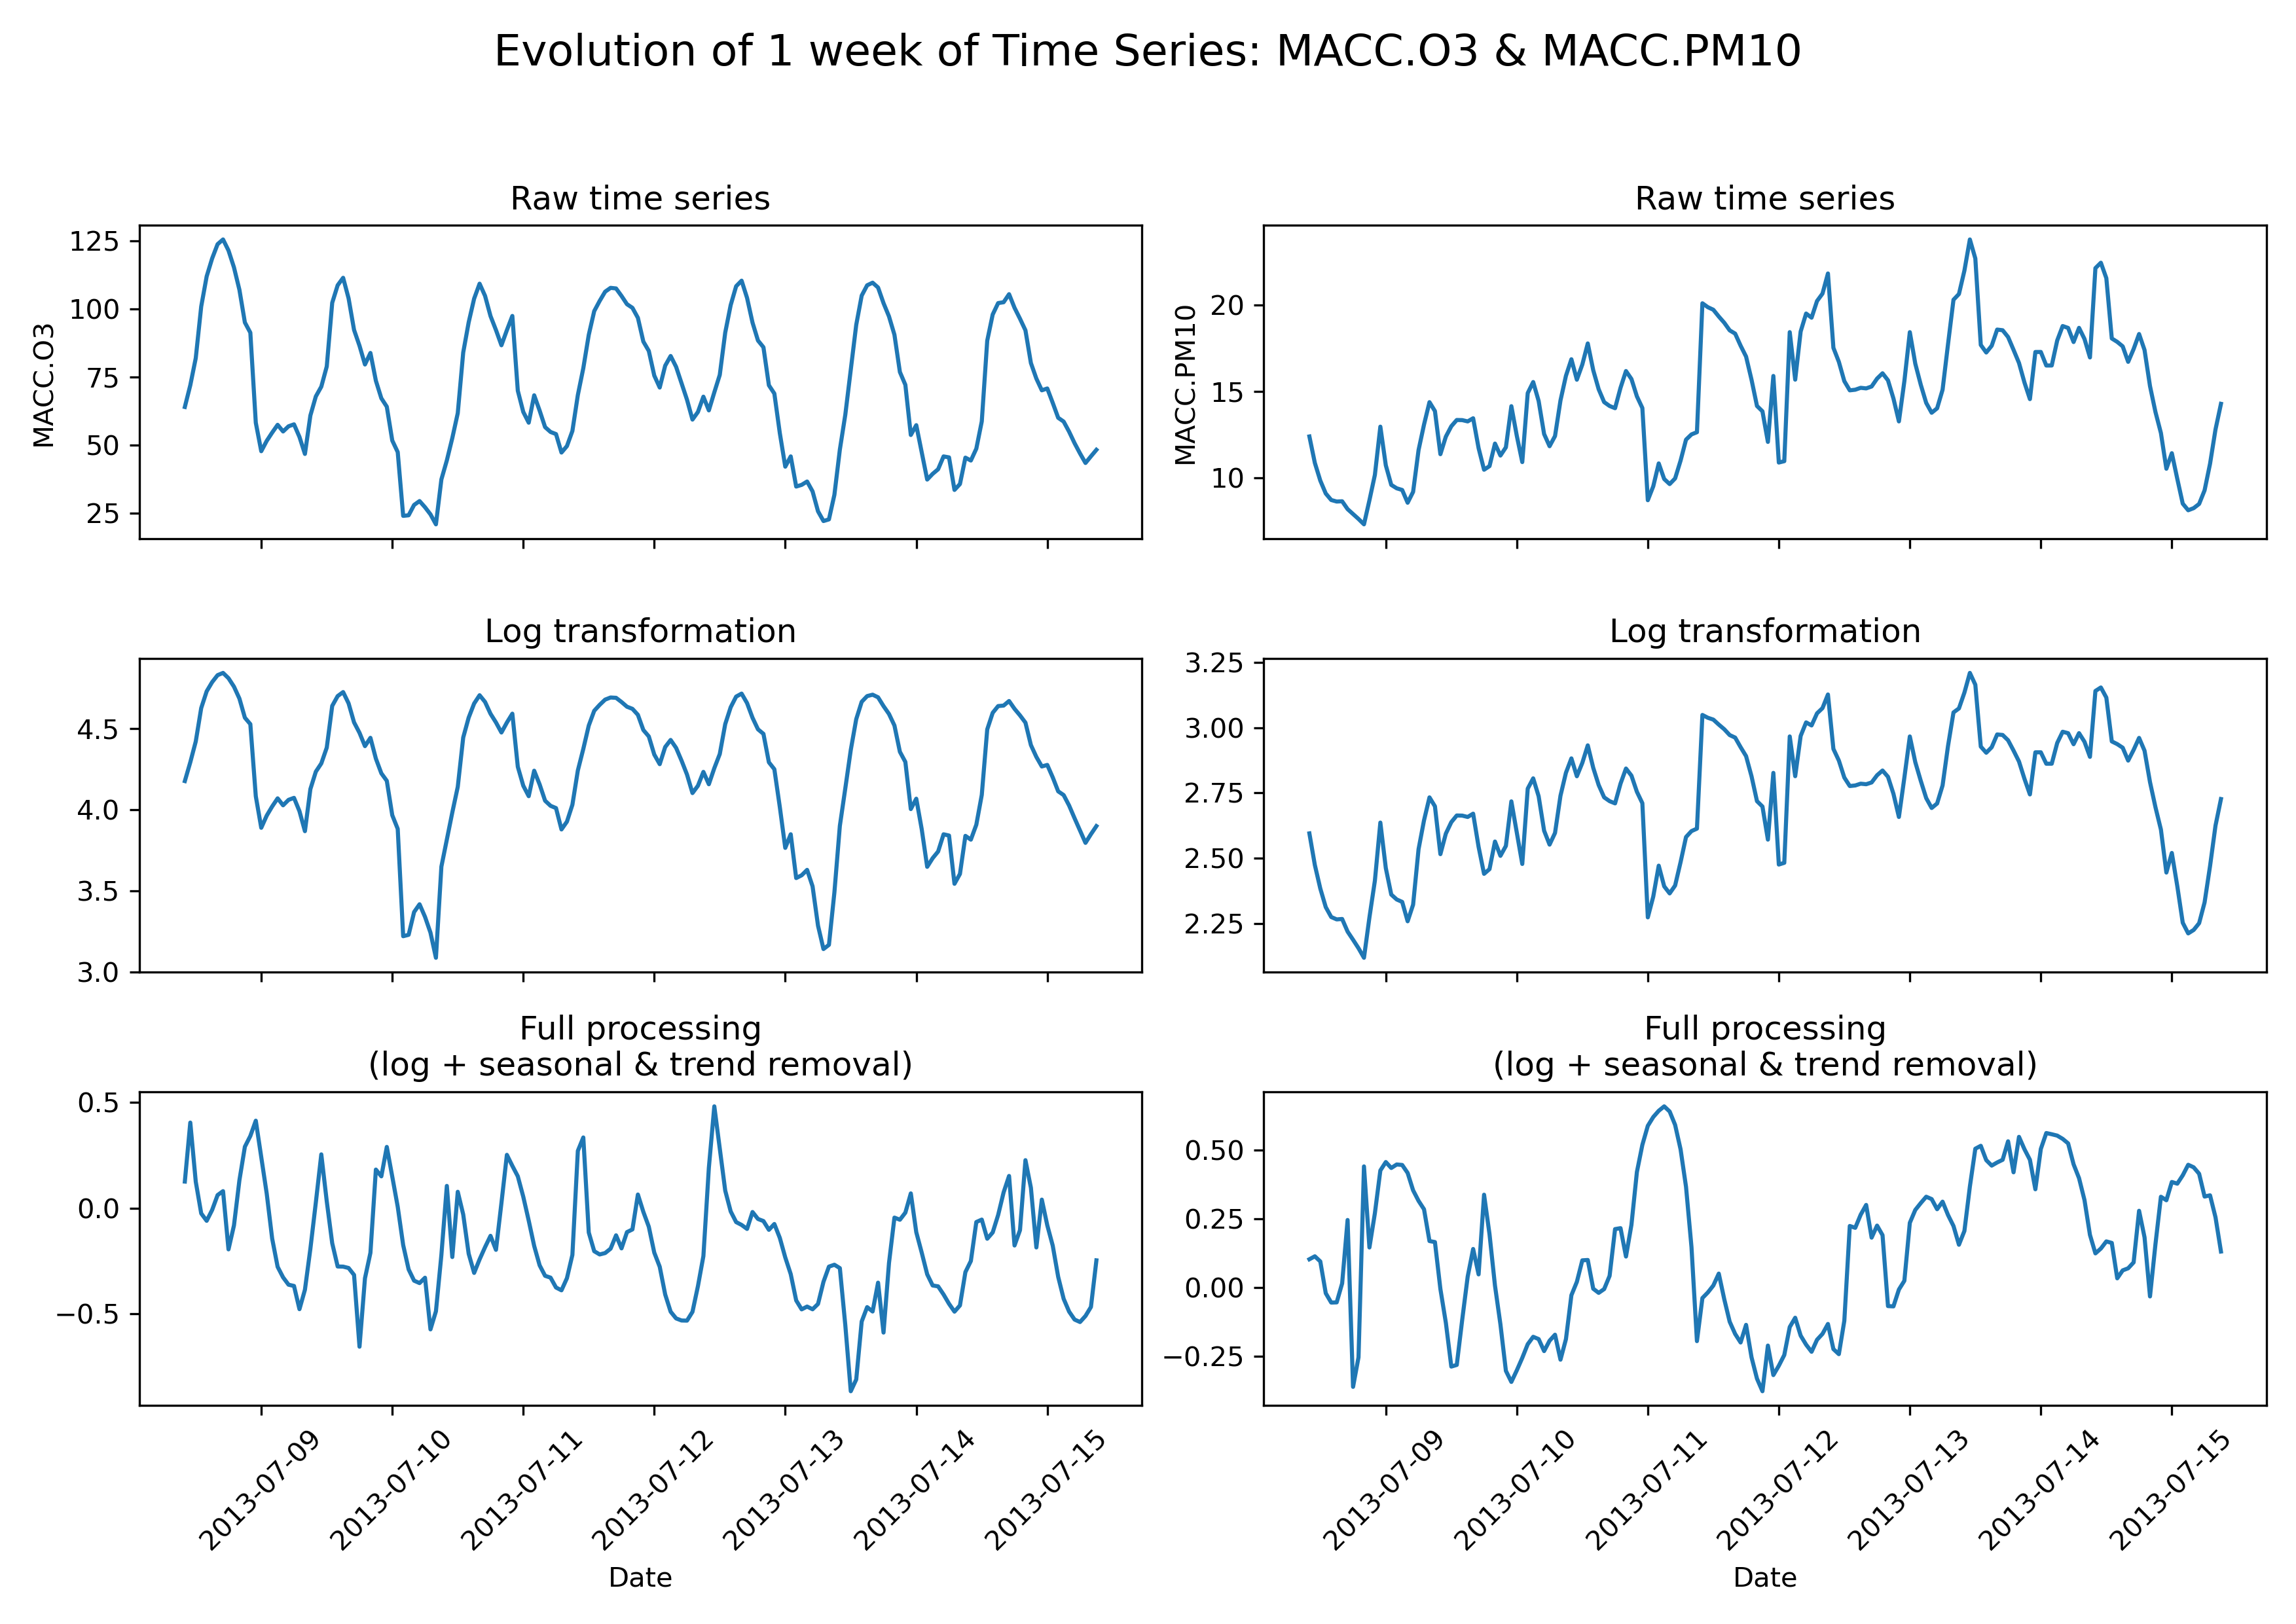 Evolution of 1 week of Time Series: MACC.O3 & MACC.PM10
Raw time series
MACC.O3
125
100
75
50
25
Raw time series
MACC.PM10
20
15
10
Log transformation
4.5
4.0
3.5
3.0
Log transformation
3.25
3.00
2.75
2.50
2.25
Full processing
(log + seasonal & trend removal)
0.5
0.0
−0.5
2013-07-09
2013-07-10
2013-07-11
2013-07-12
2013-07-13
2013-07-14
2013-07-15
Date
Full processing
(log + seasonal & trend removal)
0.50
0.25
0.00
−0.25
2013-07-09
2013-07-10
2013-07-11
2013-07-12
2013-07-13
2013-07-14
2013-07-15
Date